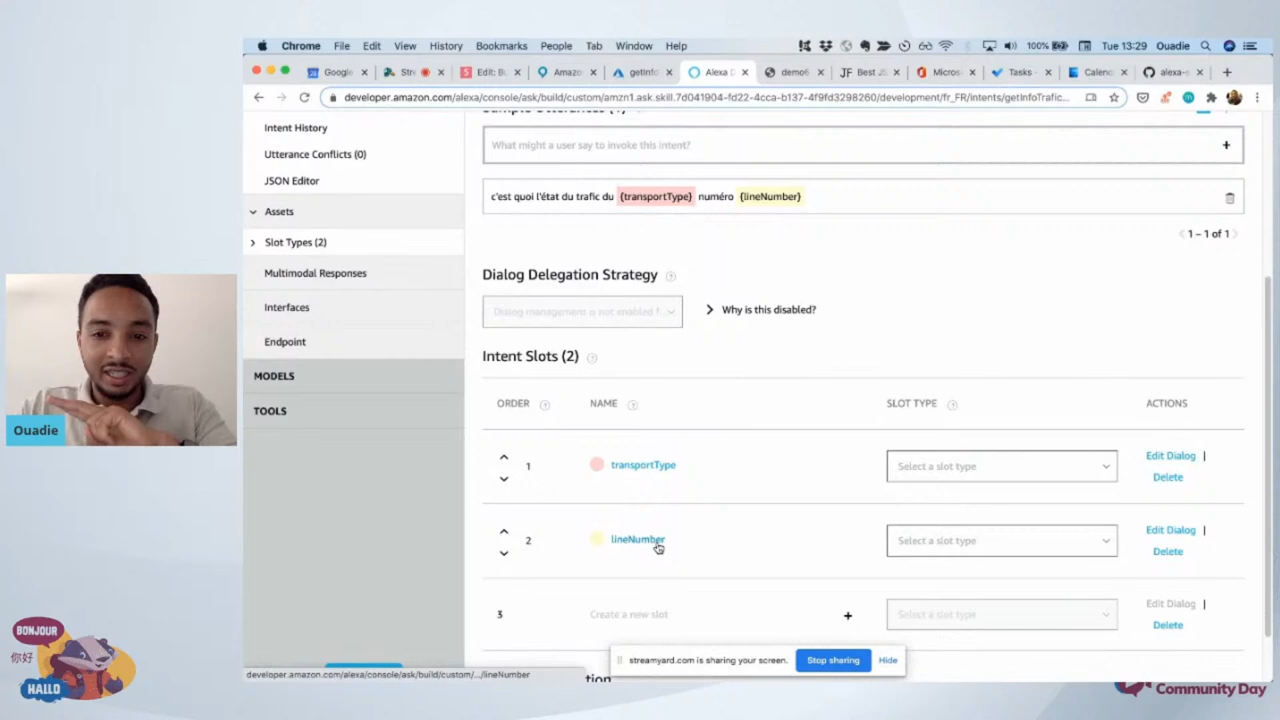 Chrome File Edit View History Bookmarks People Tab Window Help 100% Tue 13:29 Ouadie
Google Stre Edit: B Amazo getInfo Alexa D demo6 Best JS Micros Tasks - Calend alexa-s
developer.amazon.com/alexa/console/ask/build/custom/amzn1.ask.skill.7d041904-fd22-4cca-b137-4f9fd3298260/development/fr_FR/intents/getInfoTrafic...
Sample Utterances (1)
Intent History
What might a user say to invoke this intent?
Utterance Conflicts (0)
JSON Editor
c'est quoi l'état du trafic du {transportType} numéro {lineNumber}
Assets
1 – 1 of 1
Slot Types (2)
Multimodal Responses
Dialog Delegation Strategy
Interfaces
Dialog management is not enabled f
Why is this disabled?
Endpoint
Intent Slots (2)
MODELS
TOOLS
ORDER NAME SLOT TYPE ACTIONS
1 transportType Select a slot type Edit Dialog |
Delete
2 lineNumber Select a slot type Edit Dialog |
Delete
3 Create a new slot Select a slot type Edit Dialog |
Delete
streamyard.com is sharing your screen. Stop sharing Hide
developer.amazon.com/alexa/console/ask/build/custom/.../lineNumber
Ouadie
BONJOUR
你好
HALLO
Community Day